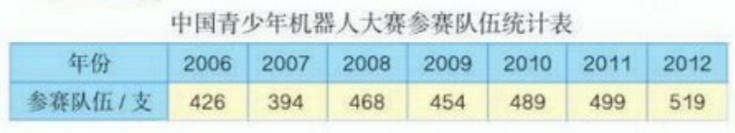 中国青少年机器人大赛参赛队伍统计表
年份 2006 2007 2008 2009 2010 2011 2012
参赛队伍/支 426 394 468 454 489 499 519